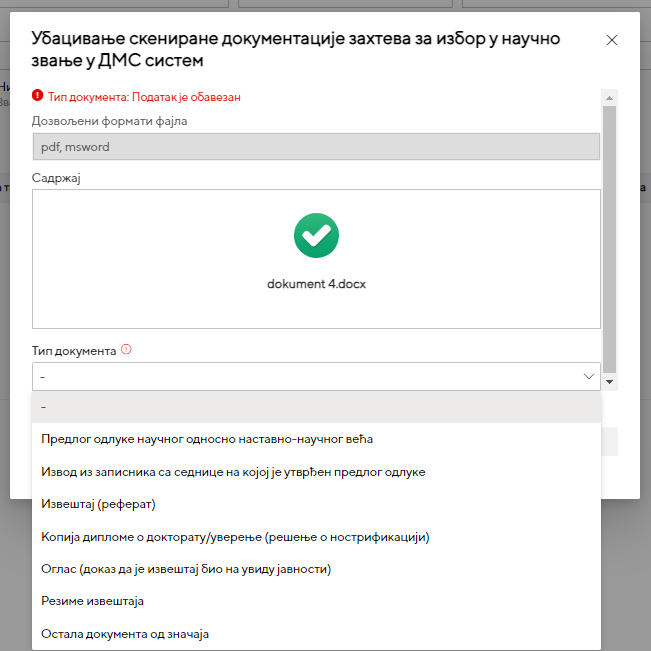 Убацивање скениране документације захтева за избор у научно
звање у ДМС систем
Тип документа: Податак је обавезан
Дозвољени формати фајла
pdf, msword
Садржај
dokument 4.docx
Тип документа
-
-
Предлог одлуке научног односно наставно-научног већа
Извод из записника са седнице на којој је утврђен предлог одлуке
Извештај (реферат)
Копија дипломе о докторату/уверење (решење о нострификацији)
Оглас (доказ да је извештај био на увиду јавности)
Резиме извештаја
Остала документа од значаја